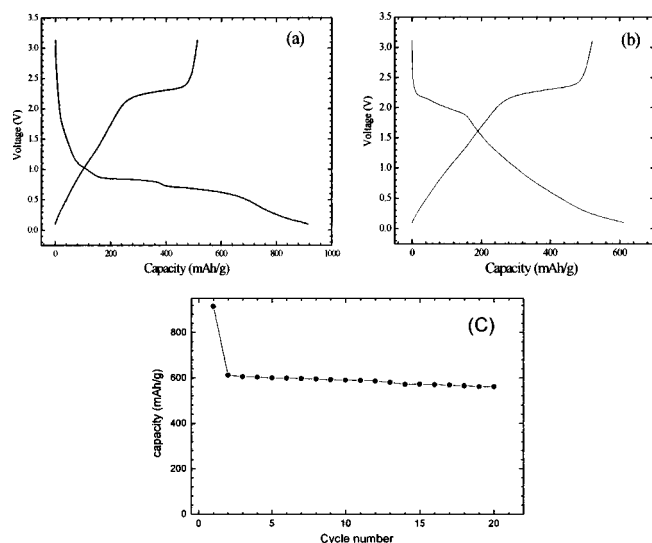 (a)
3.5
3.0
2.5
2.0
1.5
1.0
0.5
0.0
Voltage (V)
0 200 400 600 800 1000
Capacity (mAh/g)
(b)
3.5
3.0
2.5
2.0
1.5
1.0
0.5
0.0
Voltage (V)
0 200 400 600
Capacity (mAh/g)
(C)
800
600
400
200
0
capacity (mAh/g)
0 5 10 15 20
Cycle number